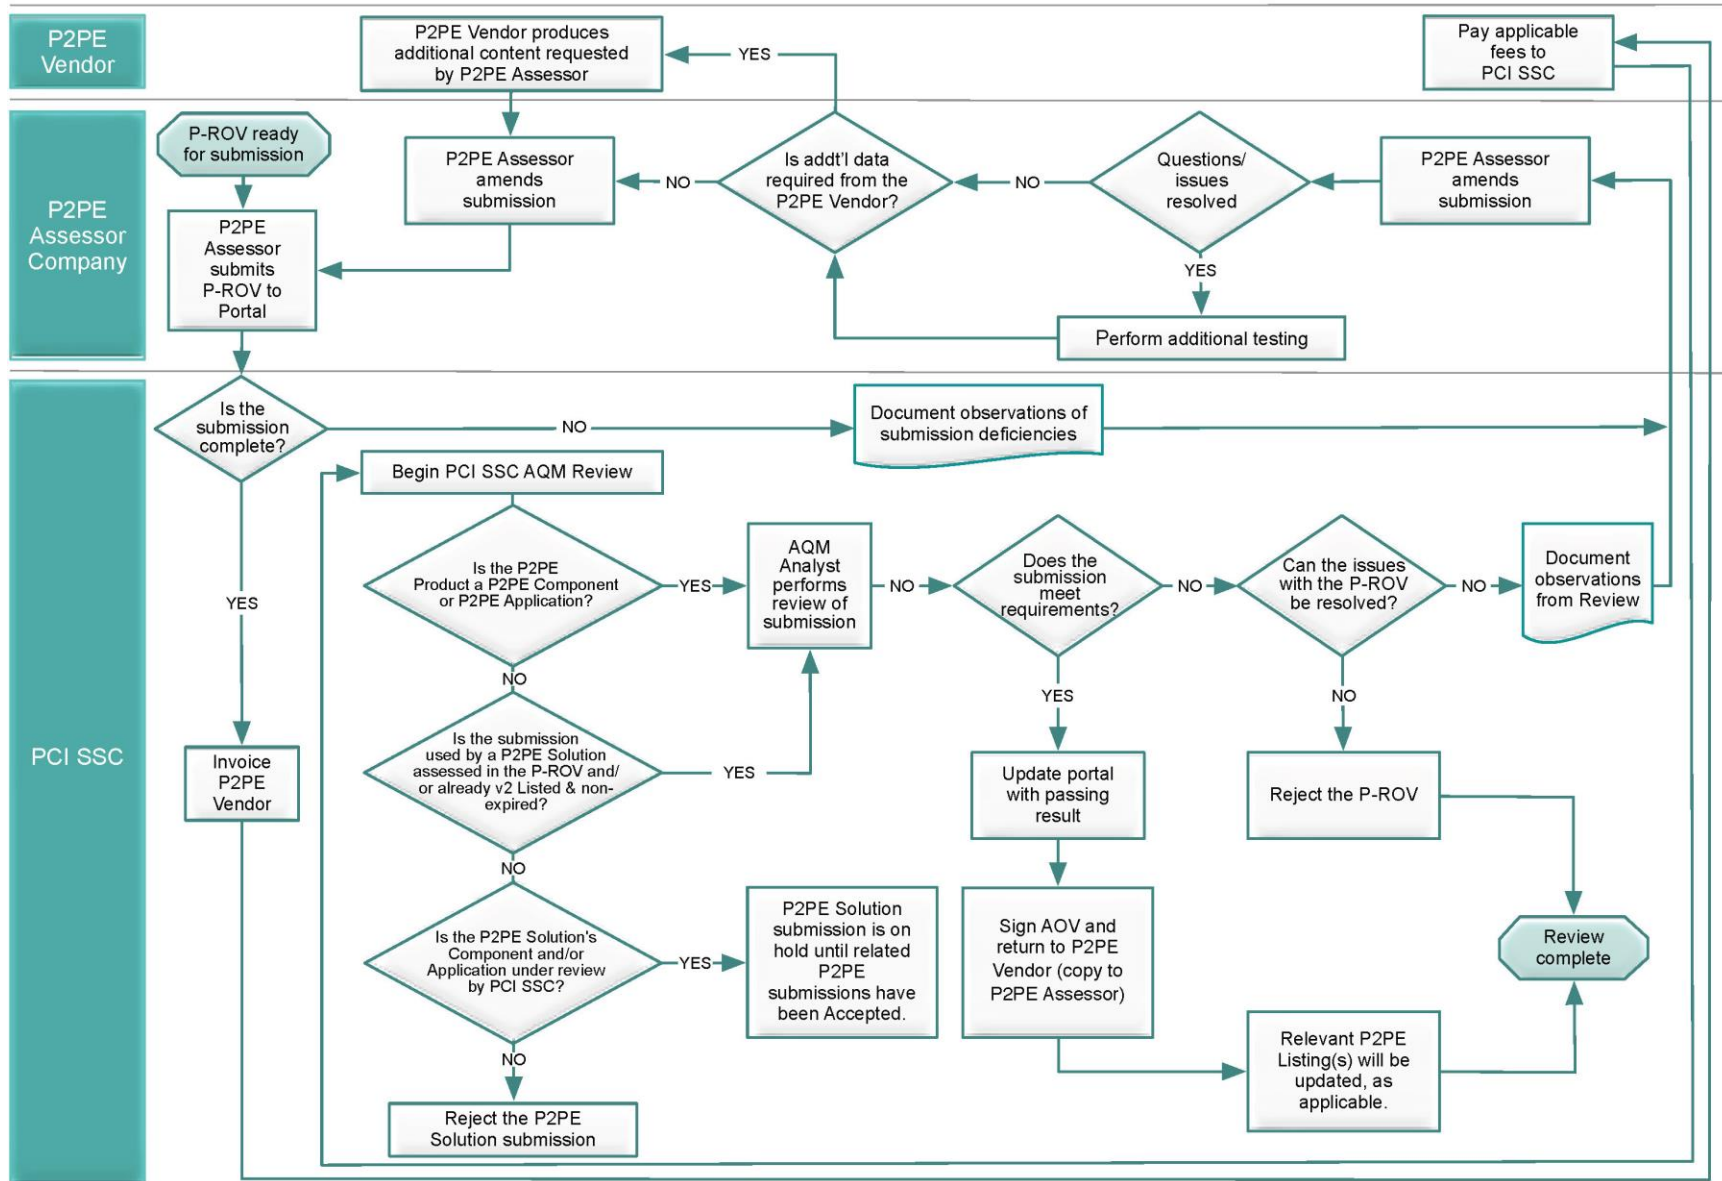 P2PE
Vendor
P2PE Vendor produces
additional content requested
by P2PE Assessor
YES
Pay applicable
fees to
PCI SSC
P2PE
Assessor
Company
P-ROV ready
for submission
P2PE Assessor
amends
submission
NO
Is addt'l data
required from the
P2PE Vendor?
NO
Questions/
issues
resolved
P2PE Assessor
amends
submission
P2PE
Assessor
submits
P-ROV to
Portal
YES
Perform additional testing
PCI SSC
Is the
submission
complete?
NO
Document observations of
submission deficiencies
YES
Invoice
P2PE
Vendor
Begin PCI SSC AQM Review
Is the P2PE
Product a P2PE Component
or P2PE Application?
YES
AQM
Analyst
performs
review of
submission
NO
Does the
submission
meet
requirements?
NO
Can the issues
with the P-ROV
be resolved?
NO
Document
observations
from Review
NO
Is the submission
used by a P2PE Solution
assessed in the P-ROV and/
or already v2 Listed & non-
expired?
YES
YES
Update portal
with passing
result
NO
Reject the P-ROV
NO
Is the P2PE Solution's
Component and/or
Application under review
by PCI SSC?
YES
P2PE Solution
submission is on
hold until related
P2PE
submissions have
been Accepted.
Sign AOV and
return to P2PE
Vendor (copy to
P2PE Assessor)
Review
complete
Relevant P2PE
Listing(s) will be
updated, as
applicable.
NO
Reject the P2PE
Solution submission